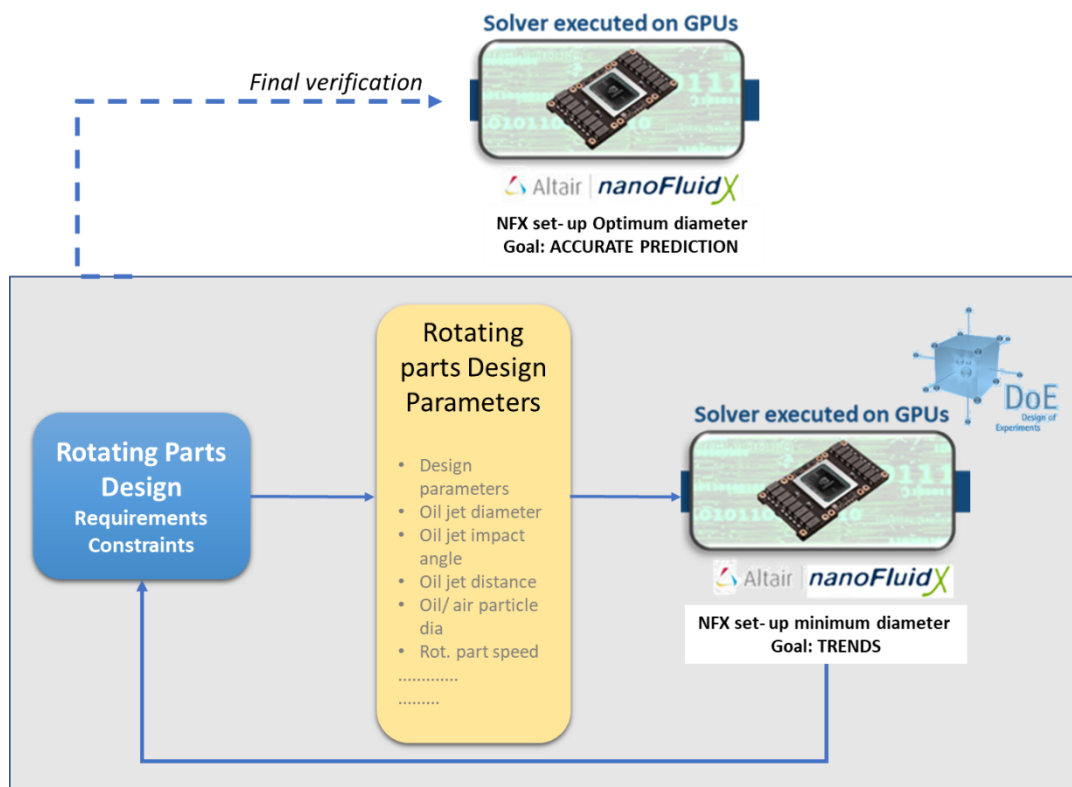 Solver executed on GPUs
Final verification
Altair | nanoFluidX
NFX set- up Optimum diameter
Goal: ACCURATE PREDICTION
Rotating
parts Design
Parameters
• Design
parameters
• Oil jet diameter
• Oil jet impact
angle
• Oil jet distance
• Oil/ air particle
dia
• Rot. part speed
.............
.........
Rotating Parts
Design
Requirements
Constraints
DoE
Design of
Experiments
Solver executed on GPUs
Altair | nanoFluidX
NFX set- up minimum diameter
Goal: TRENDS